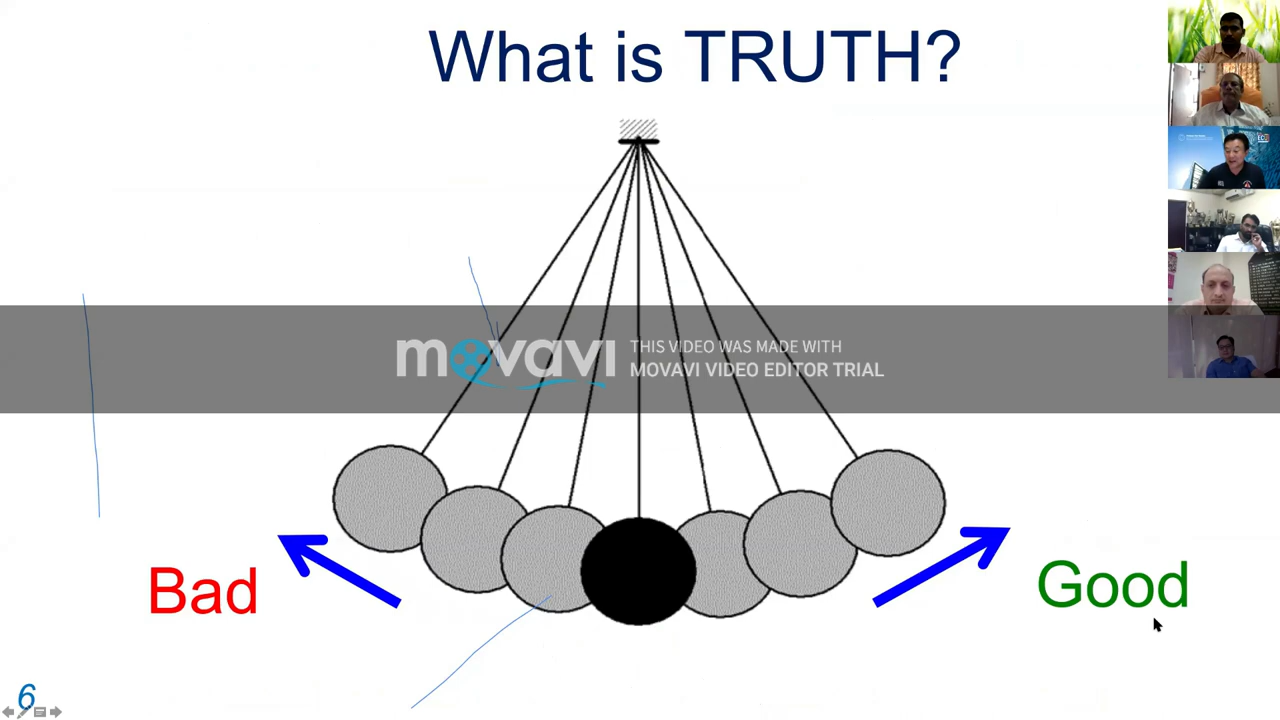 What is TRUTH?
movavi
THIS VIDEO WAS MADE WITH
MOVAVI VIDEO EDITOR TRIAL
Bad
Good
6